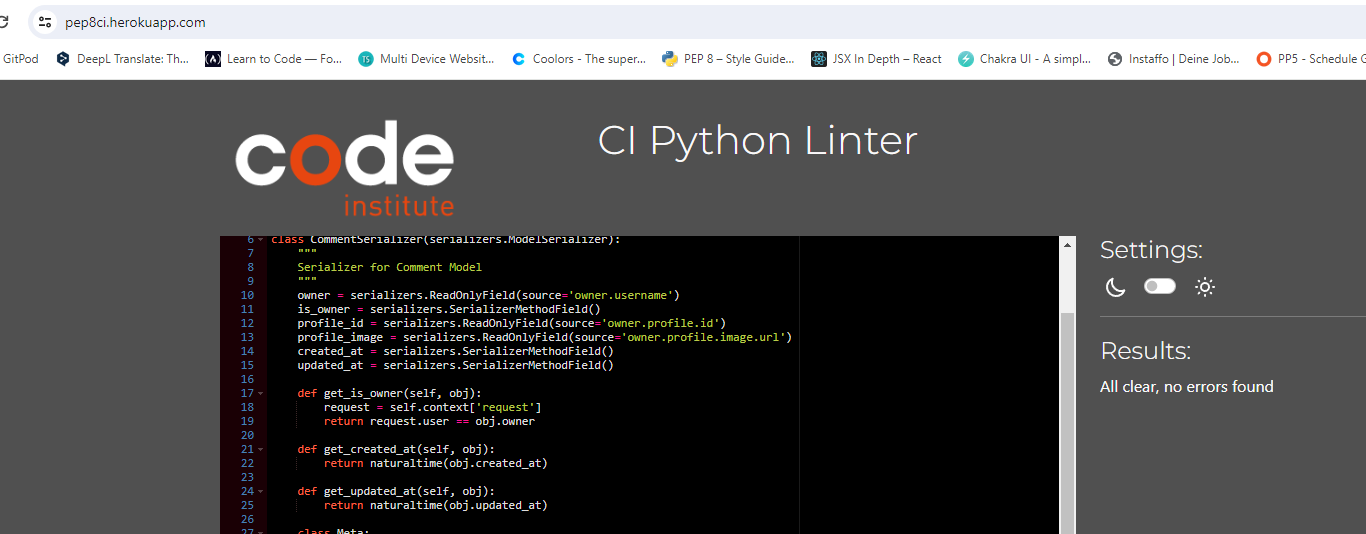 pep8ci.herokuapp.com
GitPod
DeepL Translate: Th...
(A)
Learn to Code — Fo...
TS
Multi Device Websit...
Coolors - The super...
PEP 8 – Style Guide...
JSX In Depth – React
Chakra UI - A simpl...
Instaffo | Deine Job...
PP5 - Schedule G
code
institute
CI Python Linter
6 class CommentSerializer(serializers.ModelSerializer):
7 """
8 Serializer for Comment Model
9 """
10 owner = serializers.ReadOnlyField(source='owner.username')
11 is_owner = serializers.SerializerMethodField()
12 profile_id = serializers.ReadOnlyField(source='owner.profile.id')
13 profile_image = serializers.ReadOnlyField(source='owner.profile.image.url')
14 created_at = serializers.SerializerMethodField()
15 updated_at = serializers.SerializerMethodField()
16
17 def get_is_owner(self, obj):
18 request = self.context['request']
19 return request.user == obj.owner
20
21 def get_created_at(self, obj):
22 return naturaltime(obj.created_at)
23
24 def get_updated_at(self, obj):
25 return naturaltime(obj.updated_at)
26
27 class Meta:
Settings:
Results:
All clear, no errors found